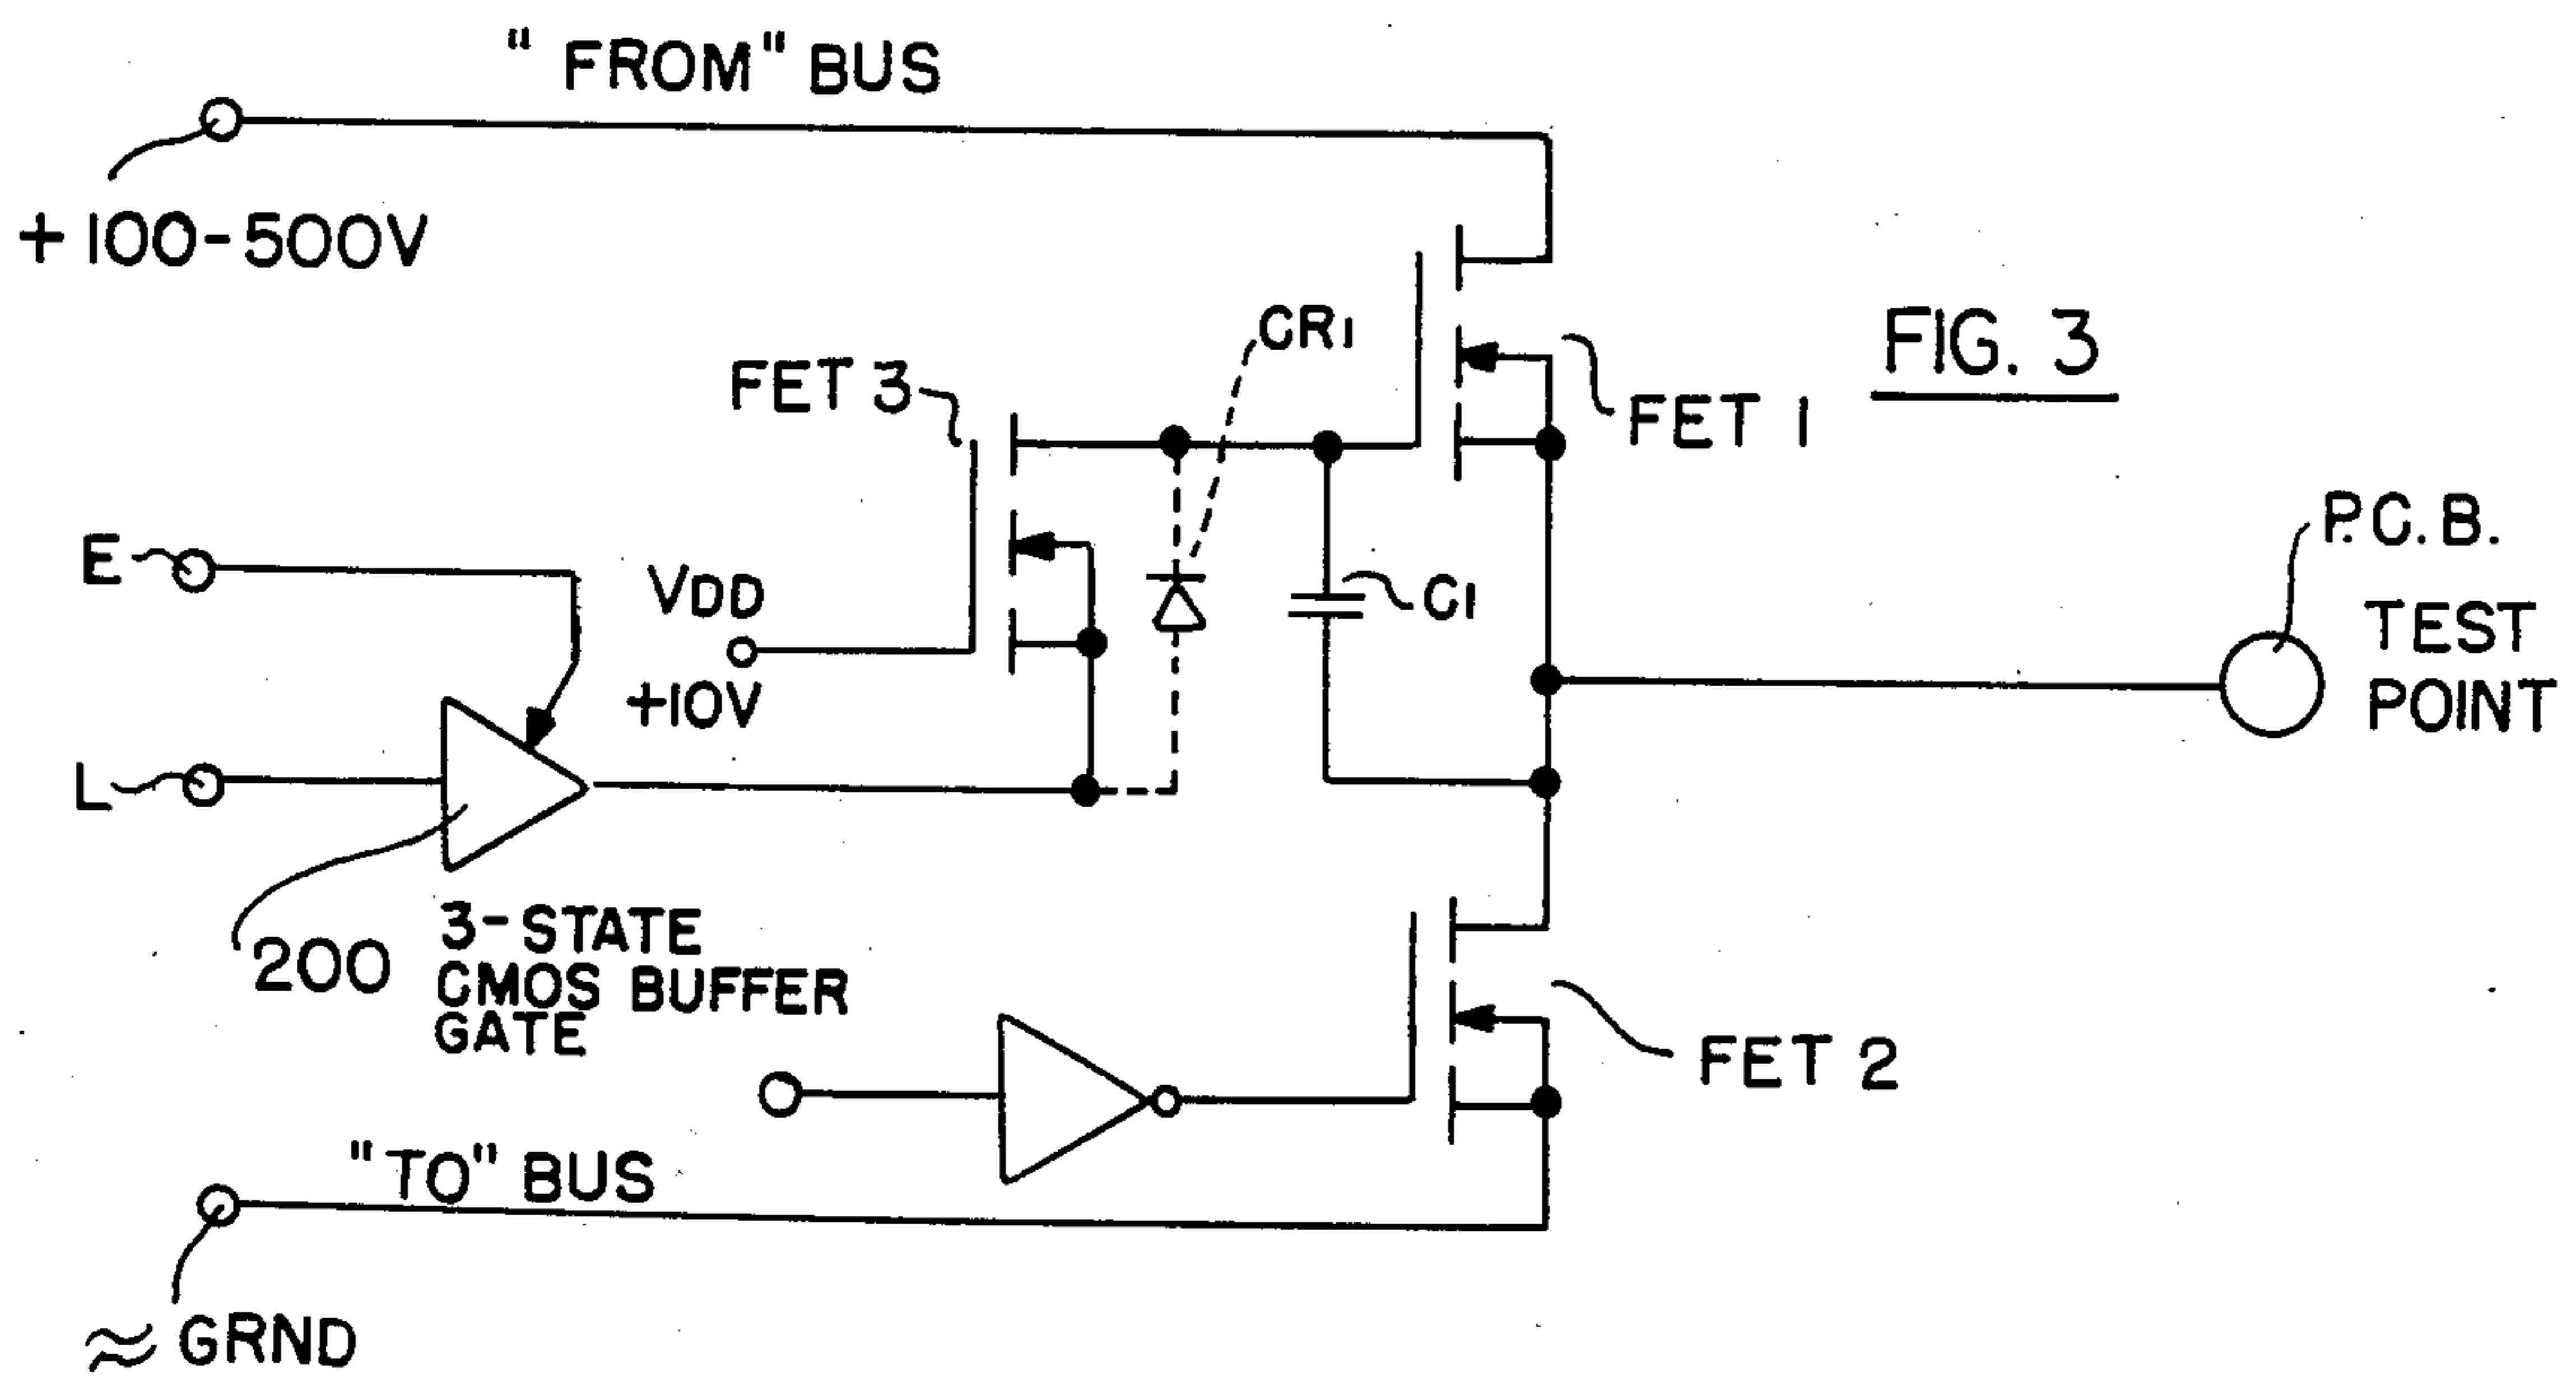 "FROM" BUS
+100-500V
CR1
FIG. 3
FET 3
FET 1
P.C.B.
TEST
POINT
E
VDD
+10V
C1
L
200
3-STATE
CMOS BUFFER
GATE
FET 2
"TO" BUS
≈ GRND